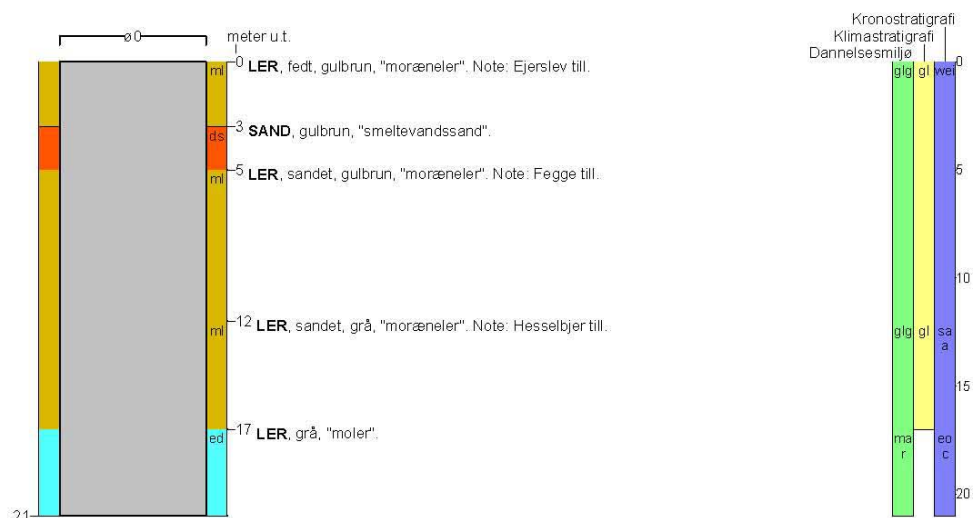 Kronostratigrafi
Klimastratigrafi
Dannelsesmiljø
ø 0
meter u.t.
0
ml
LER, fedt, gulbrun, "moræneler". Note: Ejerslev till.
glg
gl
wei
0
3
ds
SAND, gulbrun, "smeltevandssand".
5
ml
LER, sandet, gulbrun, "moræneler". Note: Fegge till.
5
10
12
ml
LER, sandet, grå, "moræneler". Note: Hesselbjer till.
glg
gl
sa
a
15
17
ed
LER, grå, "moler".
ma
r
eo
c
20
21